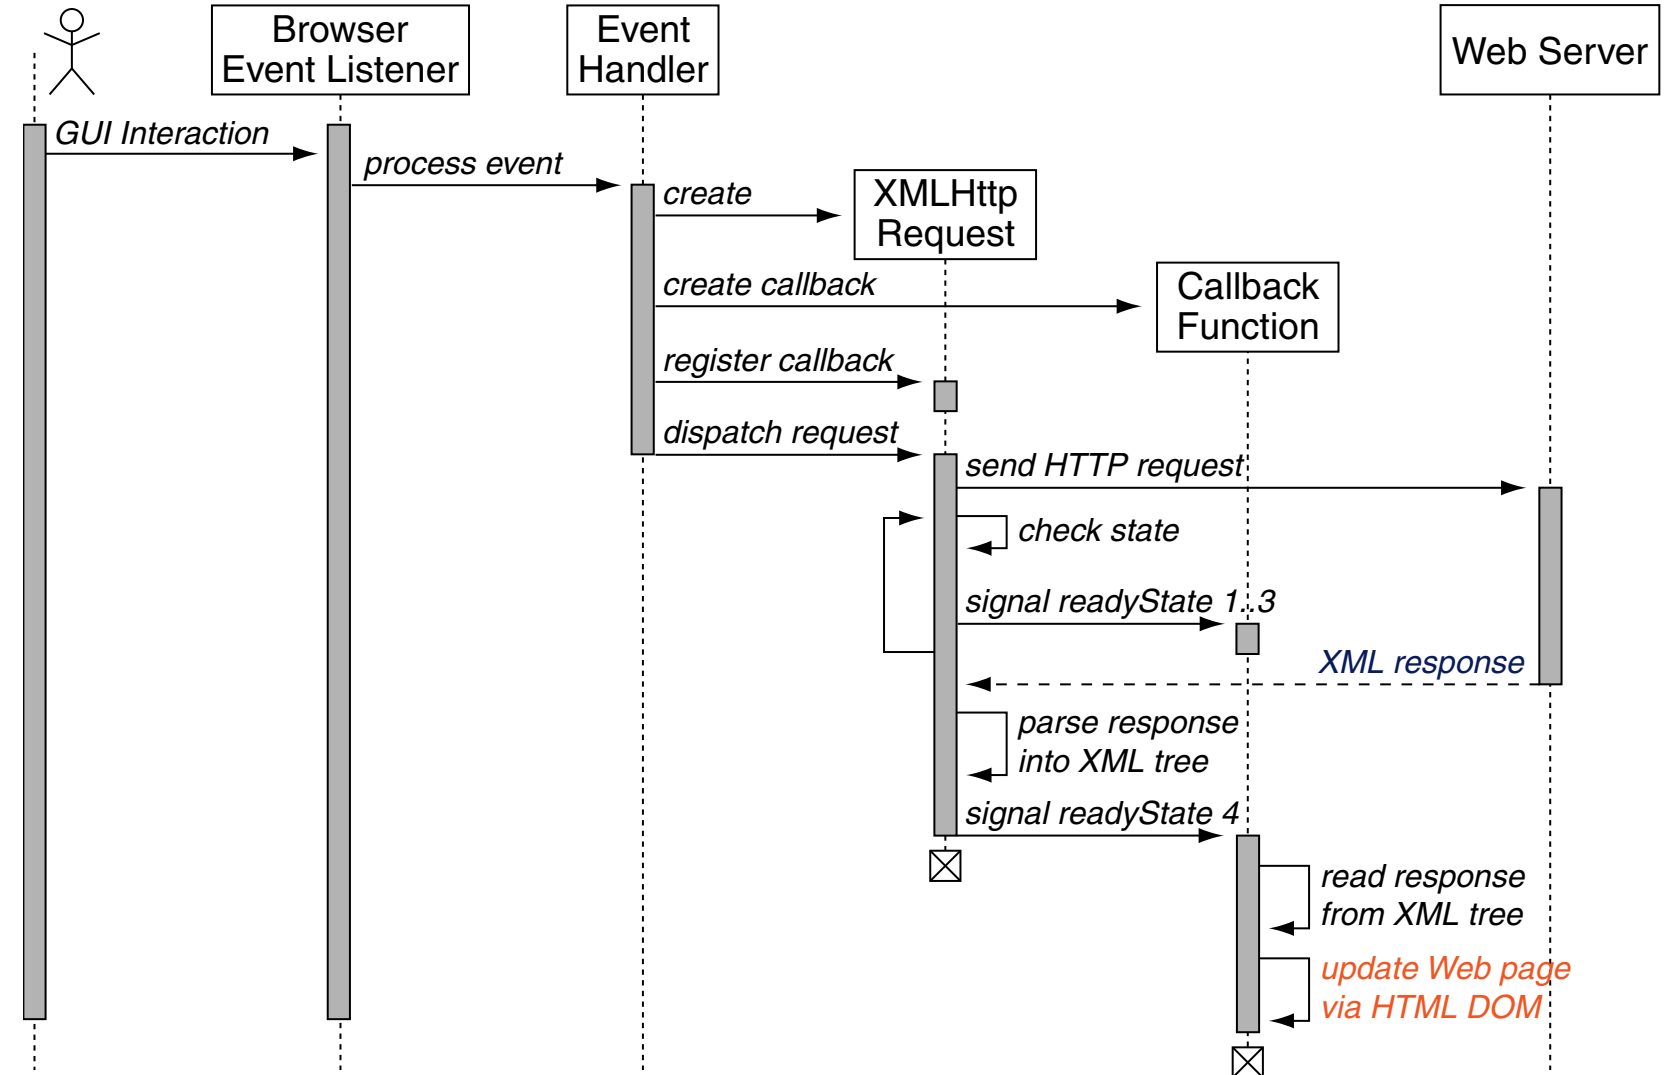 Browser
Event Listener
Event
Handler
Web Server
GUI Interaction
process event
create
XMLHttp
Request
create callback
Callback
Function
register callback
dispatch request
send HTTP request
check state
signal readyState 1..3
XML response
parse response
into XML tree
signal readyState 4
read response
from XML tree
update Web page
via HTML DOM